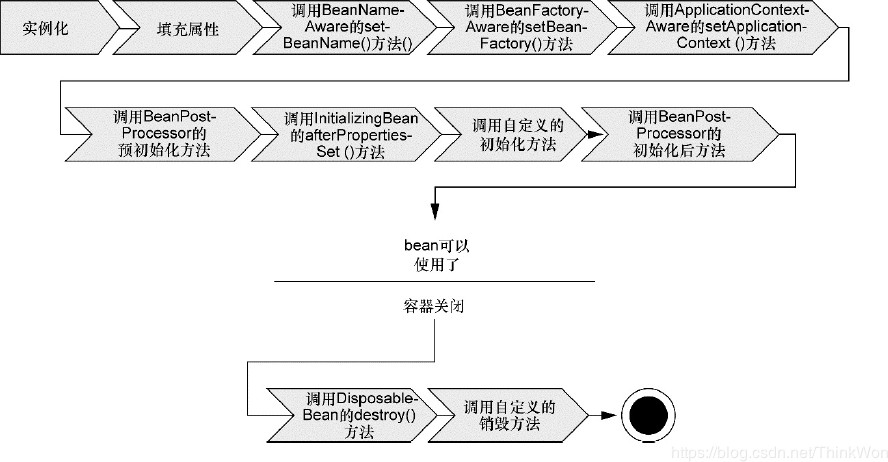 实例化
填充属性
调用BeanName-
Aware的set-
BeanName()方法()
调用BeanFactory-
Aware的setBean-
Factory()方法
调用ApplicationContext-
Aware的setApplication-
Context ()方法
调用BeanPost-
Processor的
预初始化方法
调用InitializingBean
的afterProperties-
Set ()方法
调用自定义的
初始化方法
调用BeanPost-
Processor的
初始化后方法
bean可以
使用了
容器关闭
调用Disposable-
Bean的destroy()
方法
调用自定义的
销毁方法
https://blog.csdn.net/ThinkWon